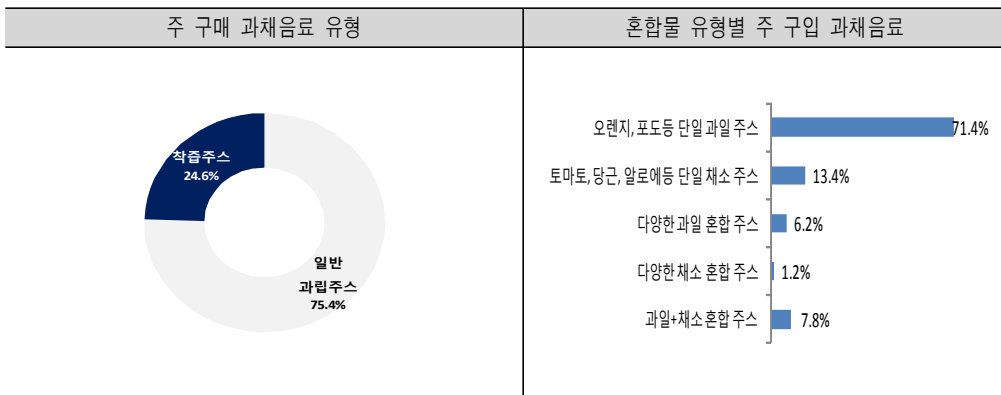 주 구매 과채음료 유형
혼합물 유형별 주 구입 과채음료
착즙주스
24.6%
일반
과립주스
75.4%
오렌지, 포도등 단일 과일 주스
71.4%
토마토, 당근, 알로에등 단일 채소 주스
13.4%
다양한 과일 혼합 주스
6.2%
다양한 채소 혼합 주스
1.2%
과일+채소 혼합 주스
7.8%